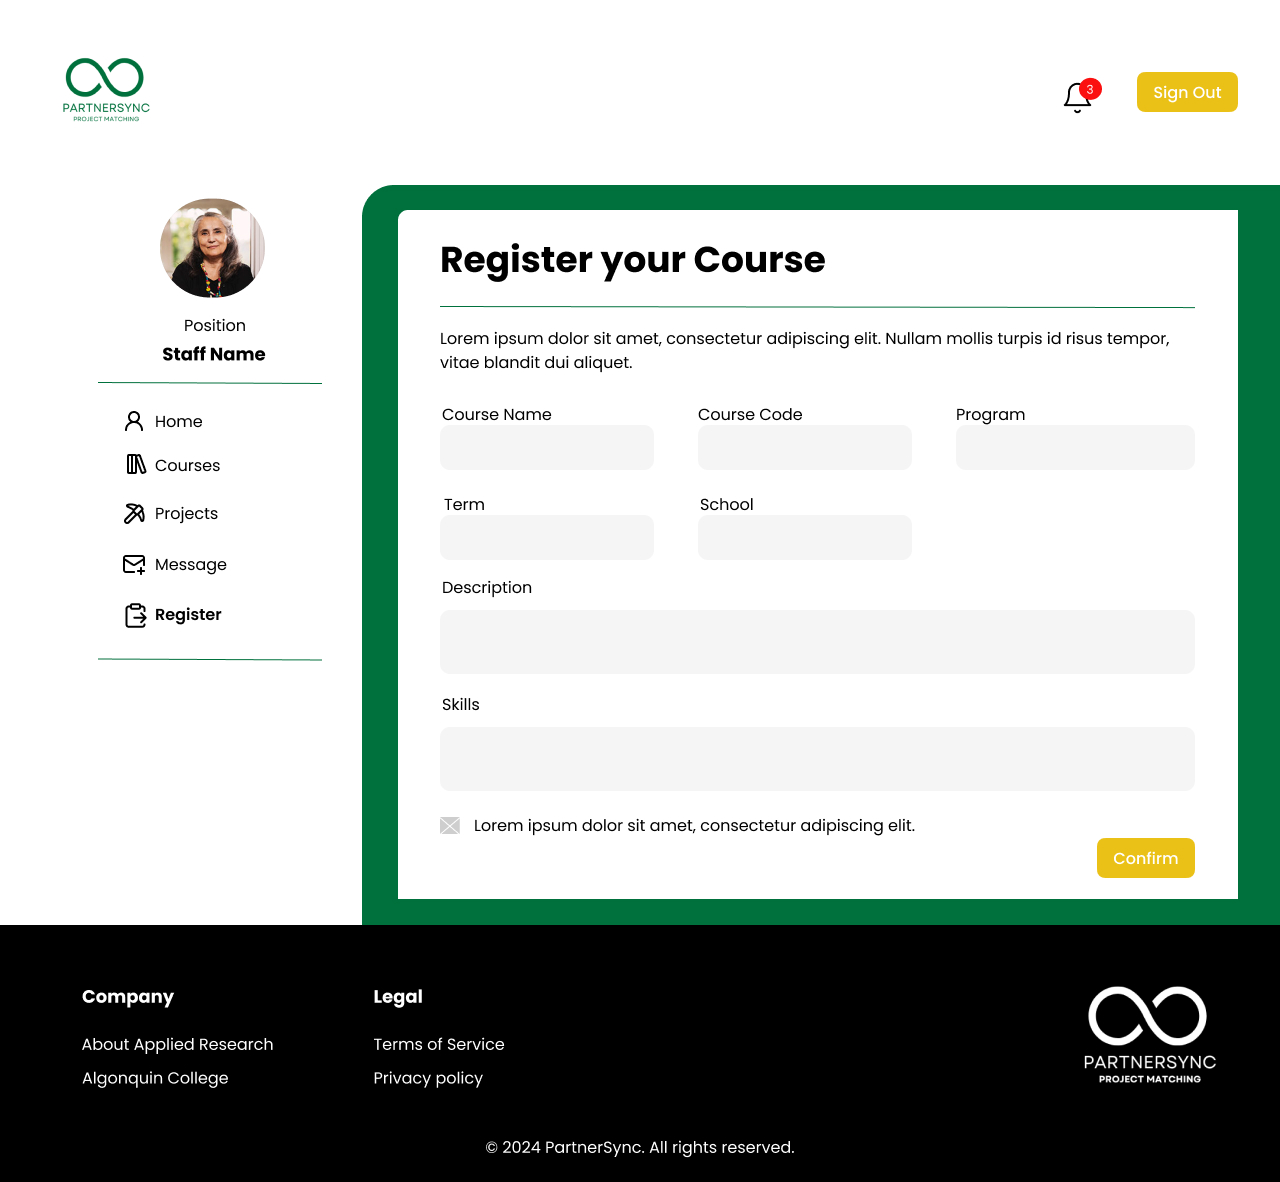 PARTNERSYNC
PROJECT MATCHING
3
Sign Out
Position
Staff Name
Home
Courses
Projects
Message
Register
Register your Course
Lorem ipsum dolor sit amet, consectetur adipiscing elit. Nullam mollis turpis id risus tempor,
vitae blandit dui aliquet.
Course Name
Course Code
Program
Term
School
Description
Skills
Lorem ipsum dolor sit amet, consectetur adipiscing elit.
Confirm
Company
About Applied Research
Algonquin College
Legal
Terms of Service
Privacy policy
PARTNERSYNC
PROJECT MATCHING
© 2024 PartnerSync. All rights reserved.